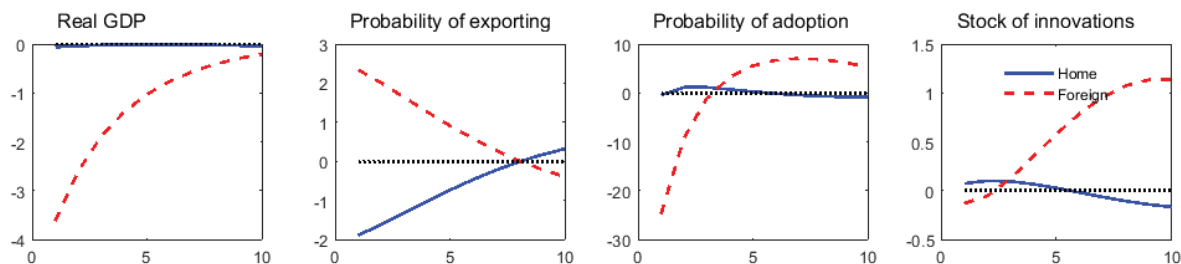 Real GDP
0
-1
-2
-3
-4
0 5 10
Probability of exporting
3
2
1
0
-1
-2
0 5 10
Probability of adoption
10
0
-10
-20
-30
0 5 10
Stock of innovations
1.5
1
0.5
0
-0.5
0 5 10
Home
Foreign